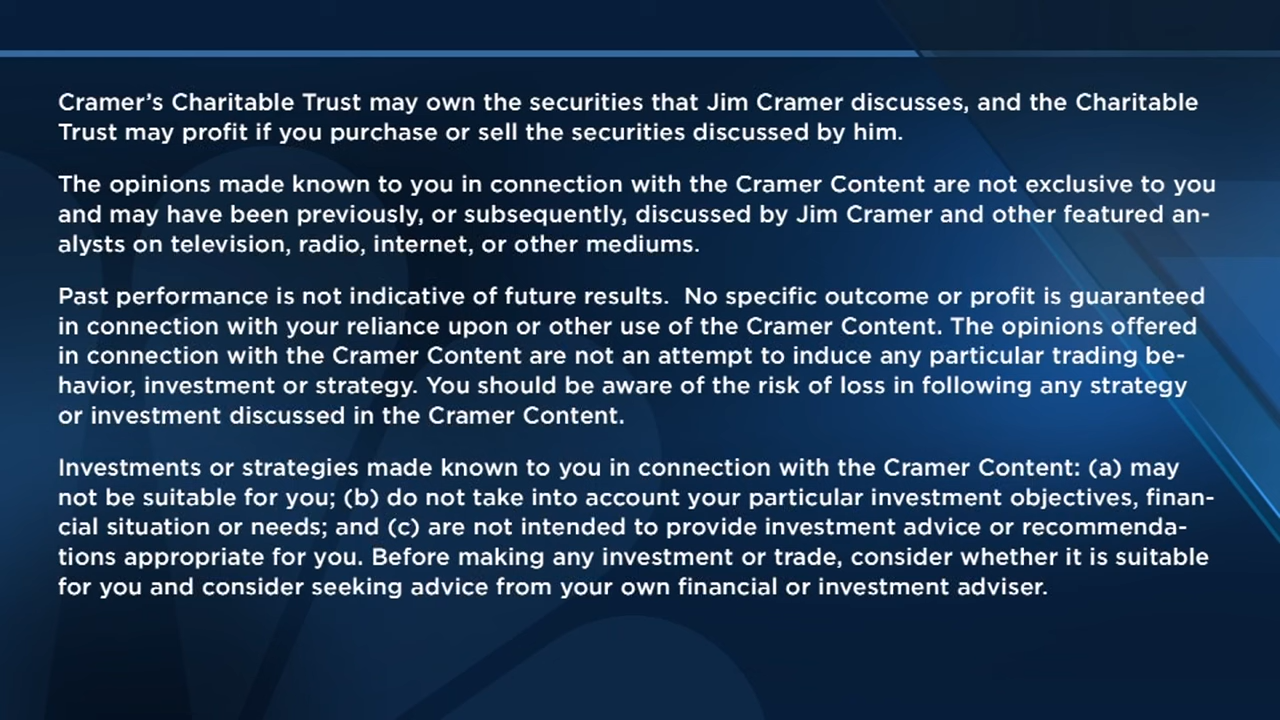 Cramer’s Charitable Trust may own the securities that Jim Cramer discusses, and the Charitable
Trust may profit if you purchase or sell the securities discussed by him.
The opinions made known to you in connection with the Cramer Content are not exclusive to you
and may have been previously, or subsequently, discussed by Jim Cramer and other featured an-
alysts on television, radio, internet, or other mediums.
Past performance is not indicative of future results.  No specific outcome or profit is guaranteed
in connection with your reliance upon or other use of the Cramer Content. The opinions offered
in connection with the Cramer Content are not an attempt to induce any particular trading be-
havior, investment or strategy. You should be aware of the risk of loss in following any strategy
or investment discussed in the Cramer Content.
Investments or strategies made known to you in connection with the Cramer Content: (a) may
not be suitable for you; (b) do not take into account your particular investment objectives, finan-
cial situation or needs; and (c) are not intended to provide investment advice or recommenda-
tions appropriate for you. Before making any investment or trade, consider whether it is suitable
for you and consider seeking advice from your own financial or investment adviser.